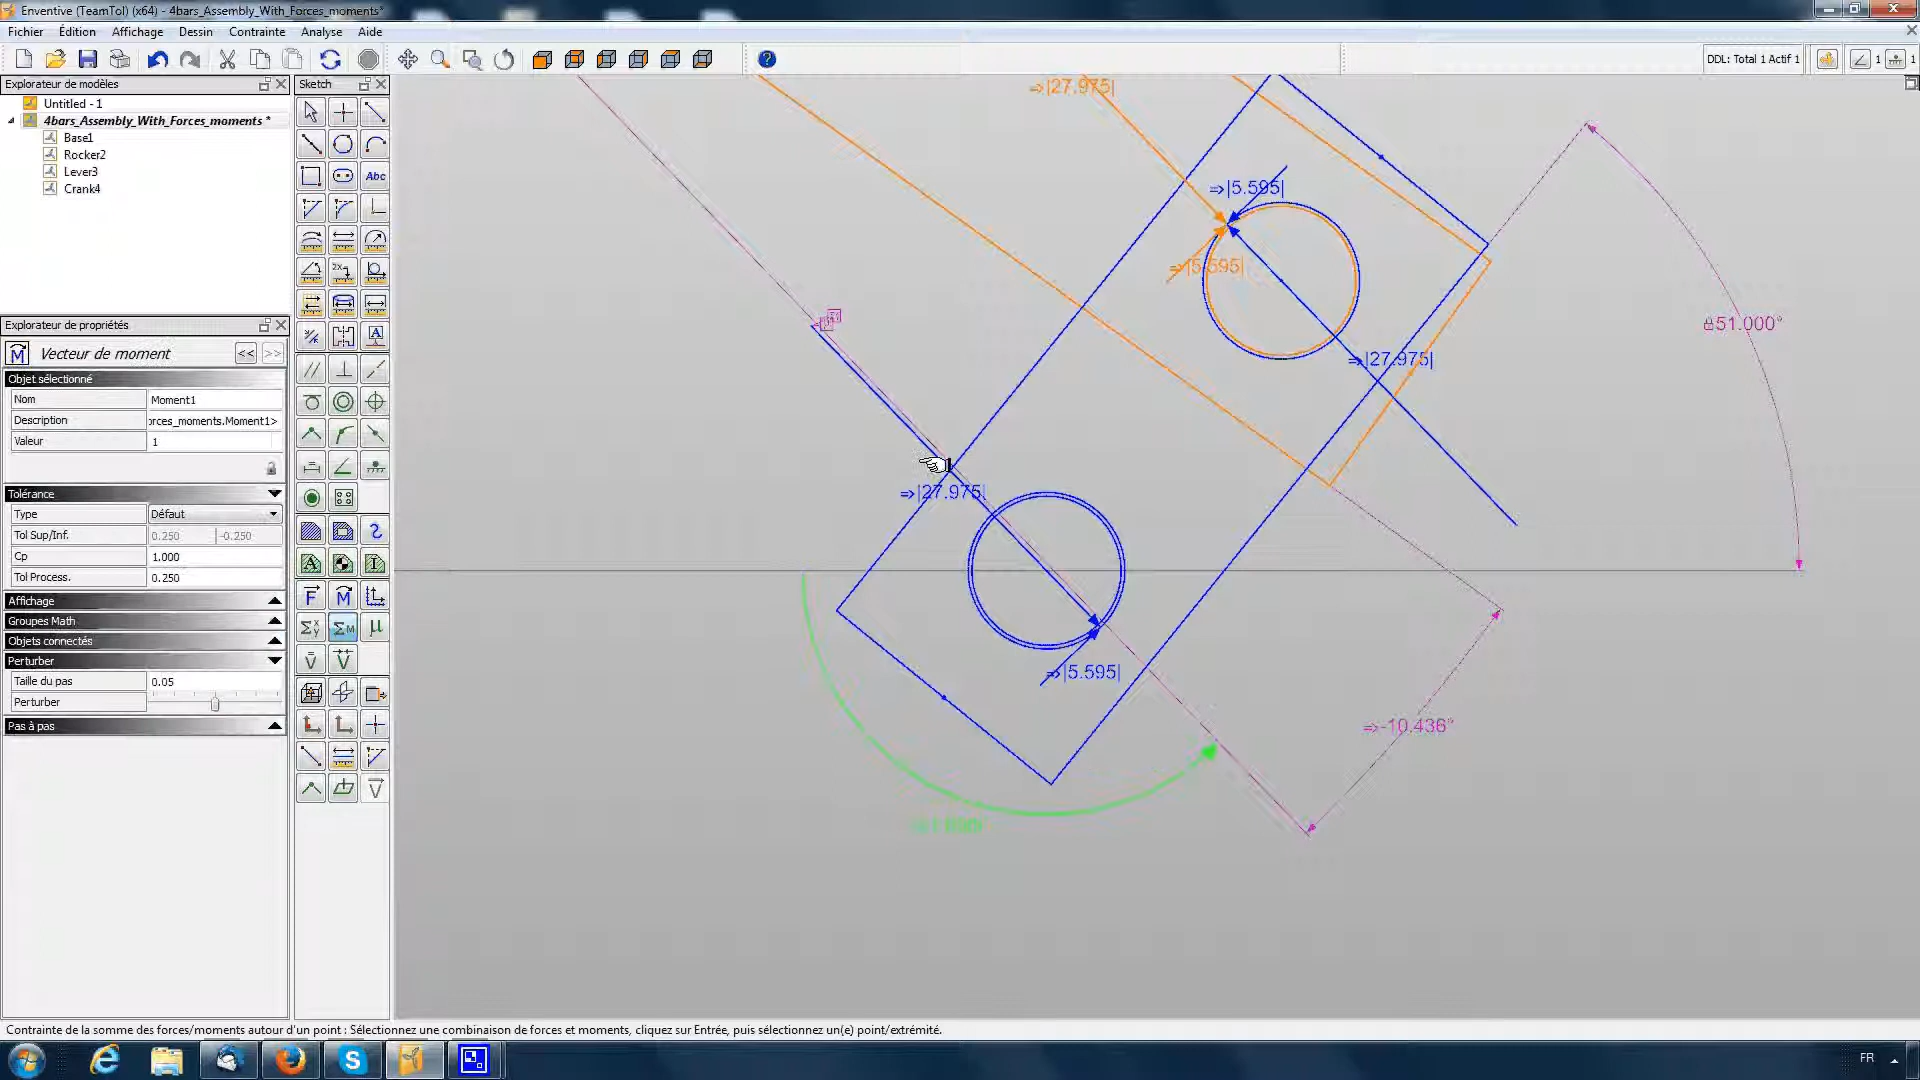 Enventive (TeamTol) (x64) - 4bars_Assembly_With_Forces_moments*
Fichier Édition Affichage Dessin Contrainte Analyse Aide
DDL: Total 1 Actif 1
1
1
Explorateur de modèles
Untitled - 1
4bars_Assembly_With_Forces_moments *
Base1
Rocker2
Lever3
Crank4
Explorateur de propriétés
M
Vecteur de moment
<< >>
Objet sélectionné
Nom Moment1
Description orces_moments.Moment1>
Valeur 1
Tolérance
Type Défaut
Tol Sup/Inf. 0.250 -0.250
Cp 1.000
Tol Process. 0.250
Affichage
Groupes Math
Objets connectés
Perturber
Taille du pas 0.05
Perturber
Pas à pas
Sketch
Abc
⇒|27.975|
⇒|5.595|
⇒|5.595|
51.000°
⇒|27.975|
⇒|27.975|
⇒|5.595|
⇒-10.436°
Contrainte de la somme des forces/moments autour d'un point : Sélectionnez une combinaison de forces et moments, cliquez sur Entrée, puis sélectionnez un(e) point/extrémité.
FR